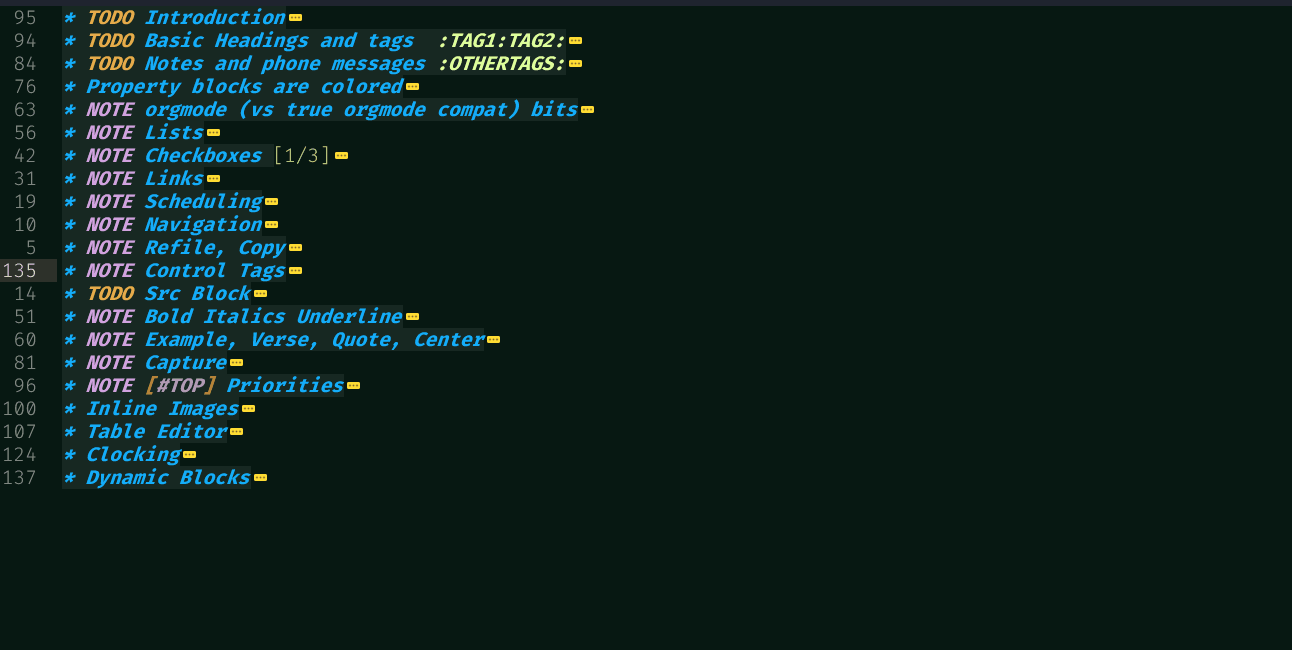 95 * TODO Introduction
94 * TODO Basic Headings and tags  :TAG1:TAG2:
84 * TODO Notes and phone messages :OTHERTAGS:
76 * Property blocks are colored
63 * NOTE orgmode (vs true orgmode compat) bits
56 * NOTE Lists
42 * NOTE Checkboxes [1/3]
31 * NOTE Links
19 * NOTE Scheduling
10 * NOTE Navigation
5 * NOTE Refile, Copy
135 * NOTE Control Tags
14 * TODO Src Block
51 * NOTE Bold Italics Underline
60 * NOTE Example, Verse, Quote, Center
81 * NOTE Capture
96 * NOTE [#TOP] Priorities
100 * Inline Images
107 * Table Editor
124 * Clocking
137 * Dynamic Blocks